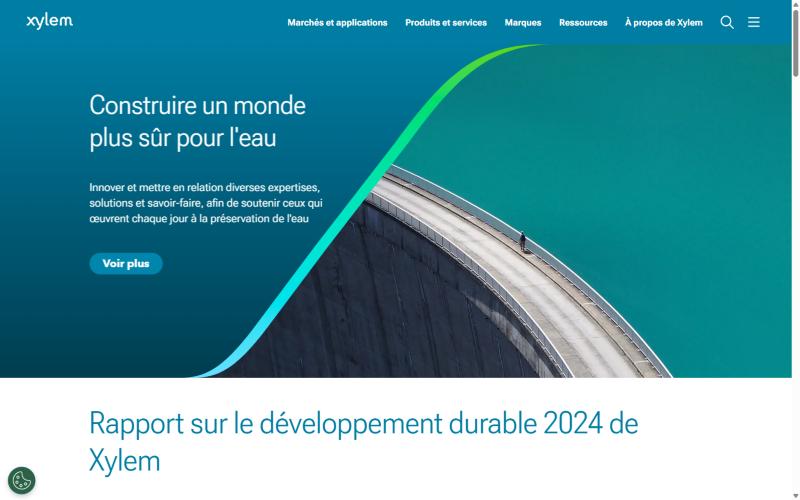 xylem
Marchés et applications
Produits et services
Marques
Ressources
À propos de Xylem
Construire un monde
plus sûr pour l'eau
Innover et mettre en relation diverses expertises,
solutions et savoir-faire, afin de soutenir ceux qui
œuvrent chaque jour à la préservation de l'eau
Voir plus
Rapport sur le développement durable 2024 de
Xylem